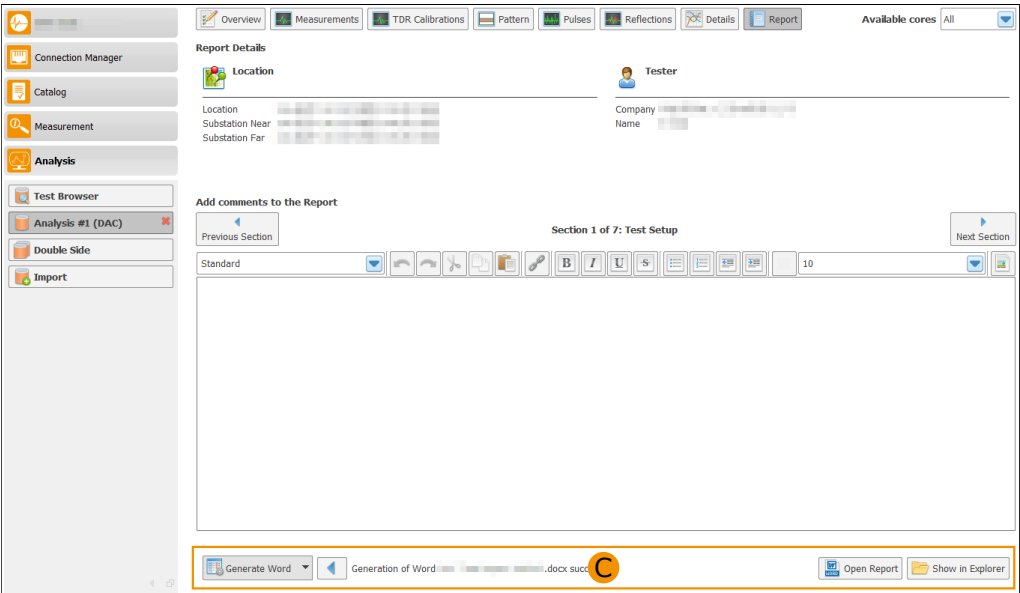 Overview Measurements TDR Calibrations Pattern Pulses Reflections Details Report Available cores All
Connection Manager
Catalog
Measurement
Analysis
Test Browser
Analysis #1 (DAC)
Double Side
Import
Report Details
Location
Location
Substation Near
Substation Far
Tester
Company
Name
Add comments to the Report
Previous Section
Section 1 of 7: Test Setup
Next Section
Standard B I U S 10
Generate Word Generation of Word .docx succ C Open Report Show in Explorer